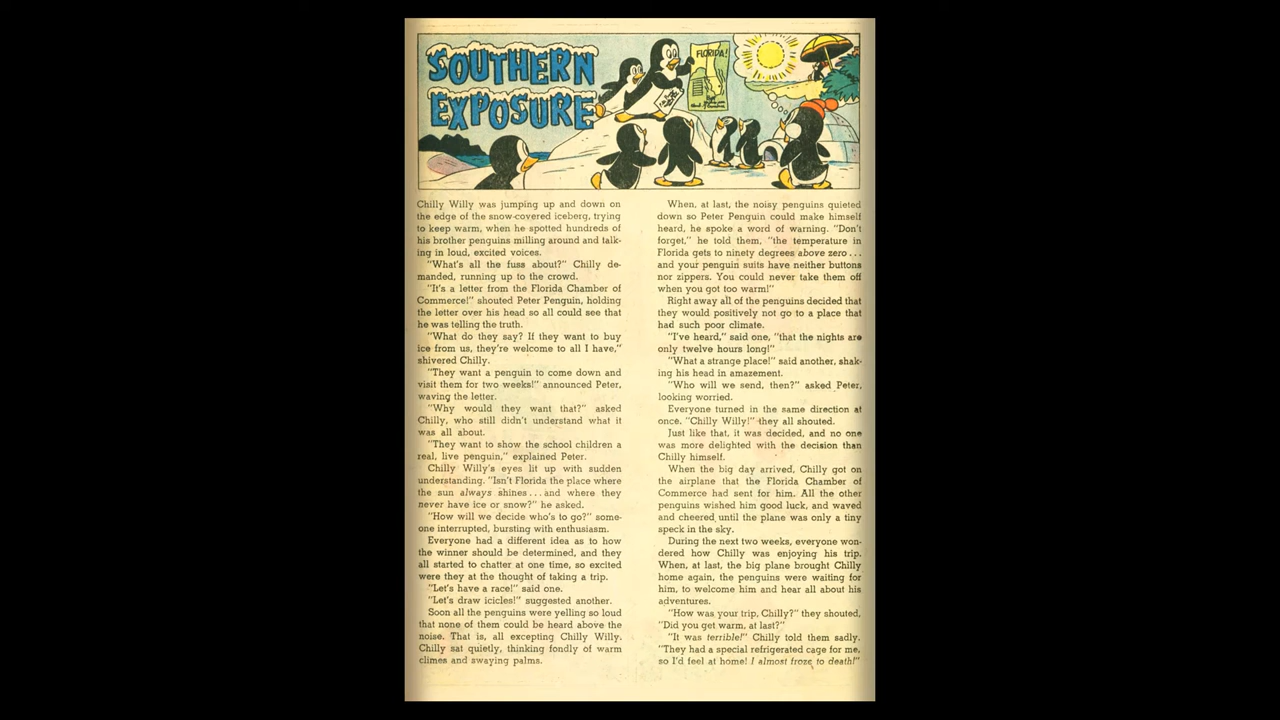 SOUTHERN
EXPOSURE
FLORIDA!
Chilly Willy was jumping up and down on
the edge of the snow-covered iceberg, trying
to keep warm, when he spotted hundreds of
his brother penguins milling around and talk-
ing in loud, excited voices.
"What's all the fuss about?" Chilly de-
manded, running up to the crowd.
"It's a letter from the Florida Chamber of
Commerce!" shouted Peter Penguin, holding
the letter over his head so all could see that
he was telling the truth.
"What do they say? If they want to buy
ice from us, they're welcome to all I have,"
shivered Chilly.
"They want a penguin to come down and
visit them for two weeks!" announced Peter,
waving the letter.
"Why would they want that?" asked
Chilly, who still didn't understand what it
was all about.
"They want to show the school children a
real, live penguin," explained Peter.
Chilly Willy's eyes lit up with sudden
understanding. "Isn't Florida the place where
the sun always shines . . . and where they
never have ice or snow?" he asked.
"How will we decide who's to go?" some-
one interrupted, bursting with enthusiasm.
Everyone had a different idea as to how
the winner should be determined, and they
all started to chatter at one time, so excited
were they at the thought of taking a trip.
"Let's have a race!" said one.
"Let's draw icicles!" suggested another.
Soon all the penguins were yelling so loud
that none of them could be heard above the
noise. That is, all excepting Chilly Willy.
Chilly sat quietly, thinking fondly of warm
climes and swaying palms.
When, at last, the noisy penguins quieted
down so Peter Penguin could make himself
heard, he spoke a word of warning. "Don't
forget," he told them, "the temperature in
Florida gets to ninety degrees above zero . . .
and your penguin suits have neither buttons
nor zippers. You could never take them off
when you got too warm!"
Right away all of the penguins decided that
they would positively not go to a place that
had such poor climate.
"I've heard," said one, "that the nights are
only twelve hours long!"
"What a strange place!" said another, shak-
ing his head in amazement.
"Who will we send, then?" asked Peter,
looking worried.
Everyone turned in the same direction at
once. "Chilly Willy!" they all shouted.
Just like that, it was decided, and no one
was more delighted with the decision than
Chilly himself.
When the big day arrived, Chilly got on
the airplane that the Florida Chamber of
Commerce had sent for him. All the other
penguins wished him good luck, and waved
and cheered until the plane was only a tiny
speck in the sky.
During the next two weeks, everyone won-
dered how Chilly was enjoying his trip.
When, at last, the big plane brought Chilly
home again, the penguins were waiting for
him, to welcome him and hear all about his
adventures.
"How was your trip, Chilly?" they shouted,
"Did you get warm, at last?"
"It was terrible!" Chilly told them sadly.
"They had a special refrigerated cage for me,
so I'd feel at home! I almost froze to death!"